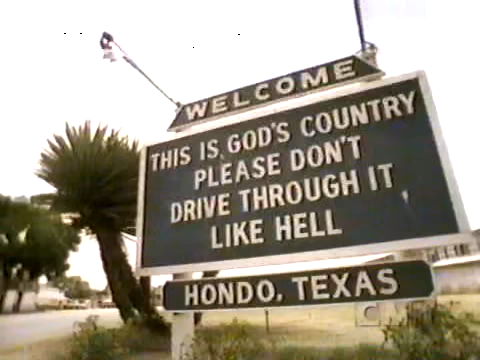 WELCOME
THIS IS GOD'S COUNTRY
PLEASE DON'T
DRIVE THROUGH IT
LIKE HELL
HONDO, TEXAS